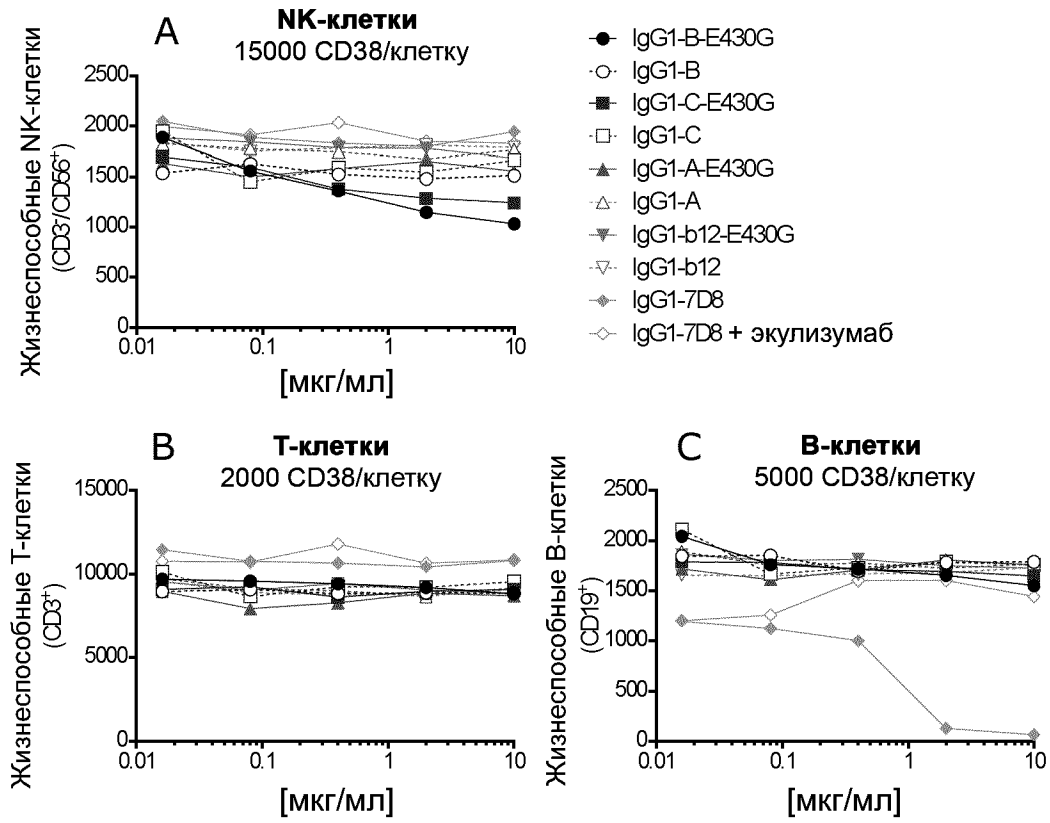 A
NK-клетки
15000 CD38/клетку
Жизнеспособные NK-клетки
(CD3-/CD56+)
2500
2000
1500
1000
500
0
0.01
0.1
1
10
[мкг/мл]
IgG1-B-E430G
IgG1-B
IgG1-C-E430G
IgG1-C
IgG1-A-E430G
IgG1-A
IgG1-b12-E430G
IgG1-b12
IgG1-7D8
IgG1-7D8 + экулизумаб
B
Т-клетки
2000 CD38/клетку
Жизнеспособные Т-клетки
(CD3+)
15000
10000
5000
0
0.01
0.1
1
10
[мкг/мл]
C
В-клетки
5000 CD38/клетку
Жизнеспособные В-клетки
(CD19+)
2500
2000
1500
1000
500
0
0.01
0.1
1
10
[мкг/мл]